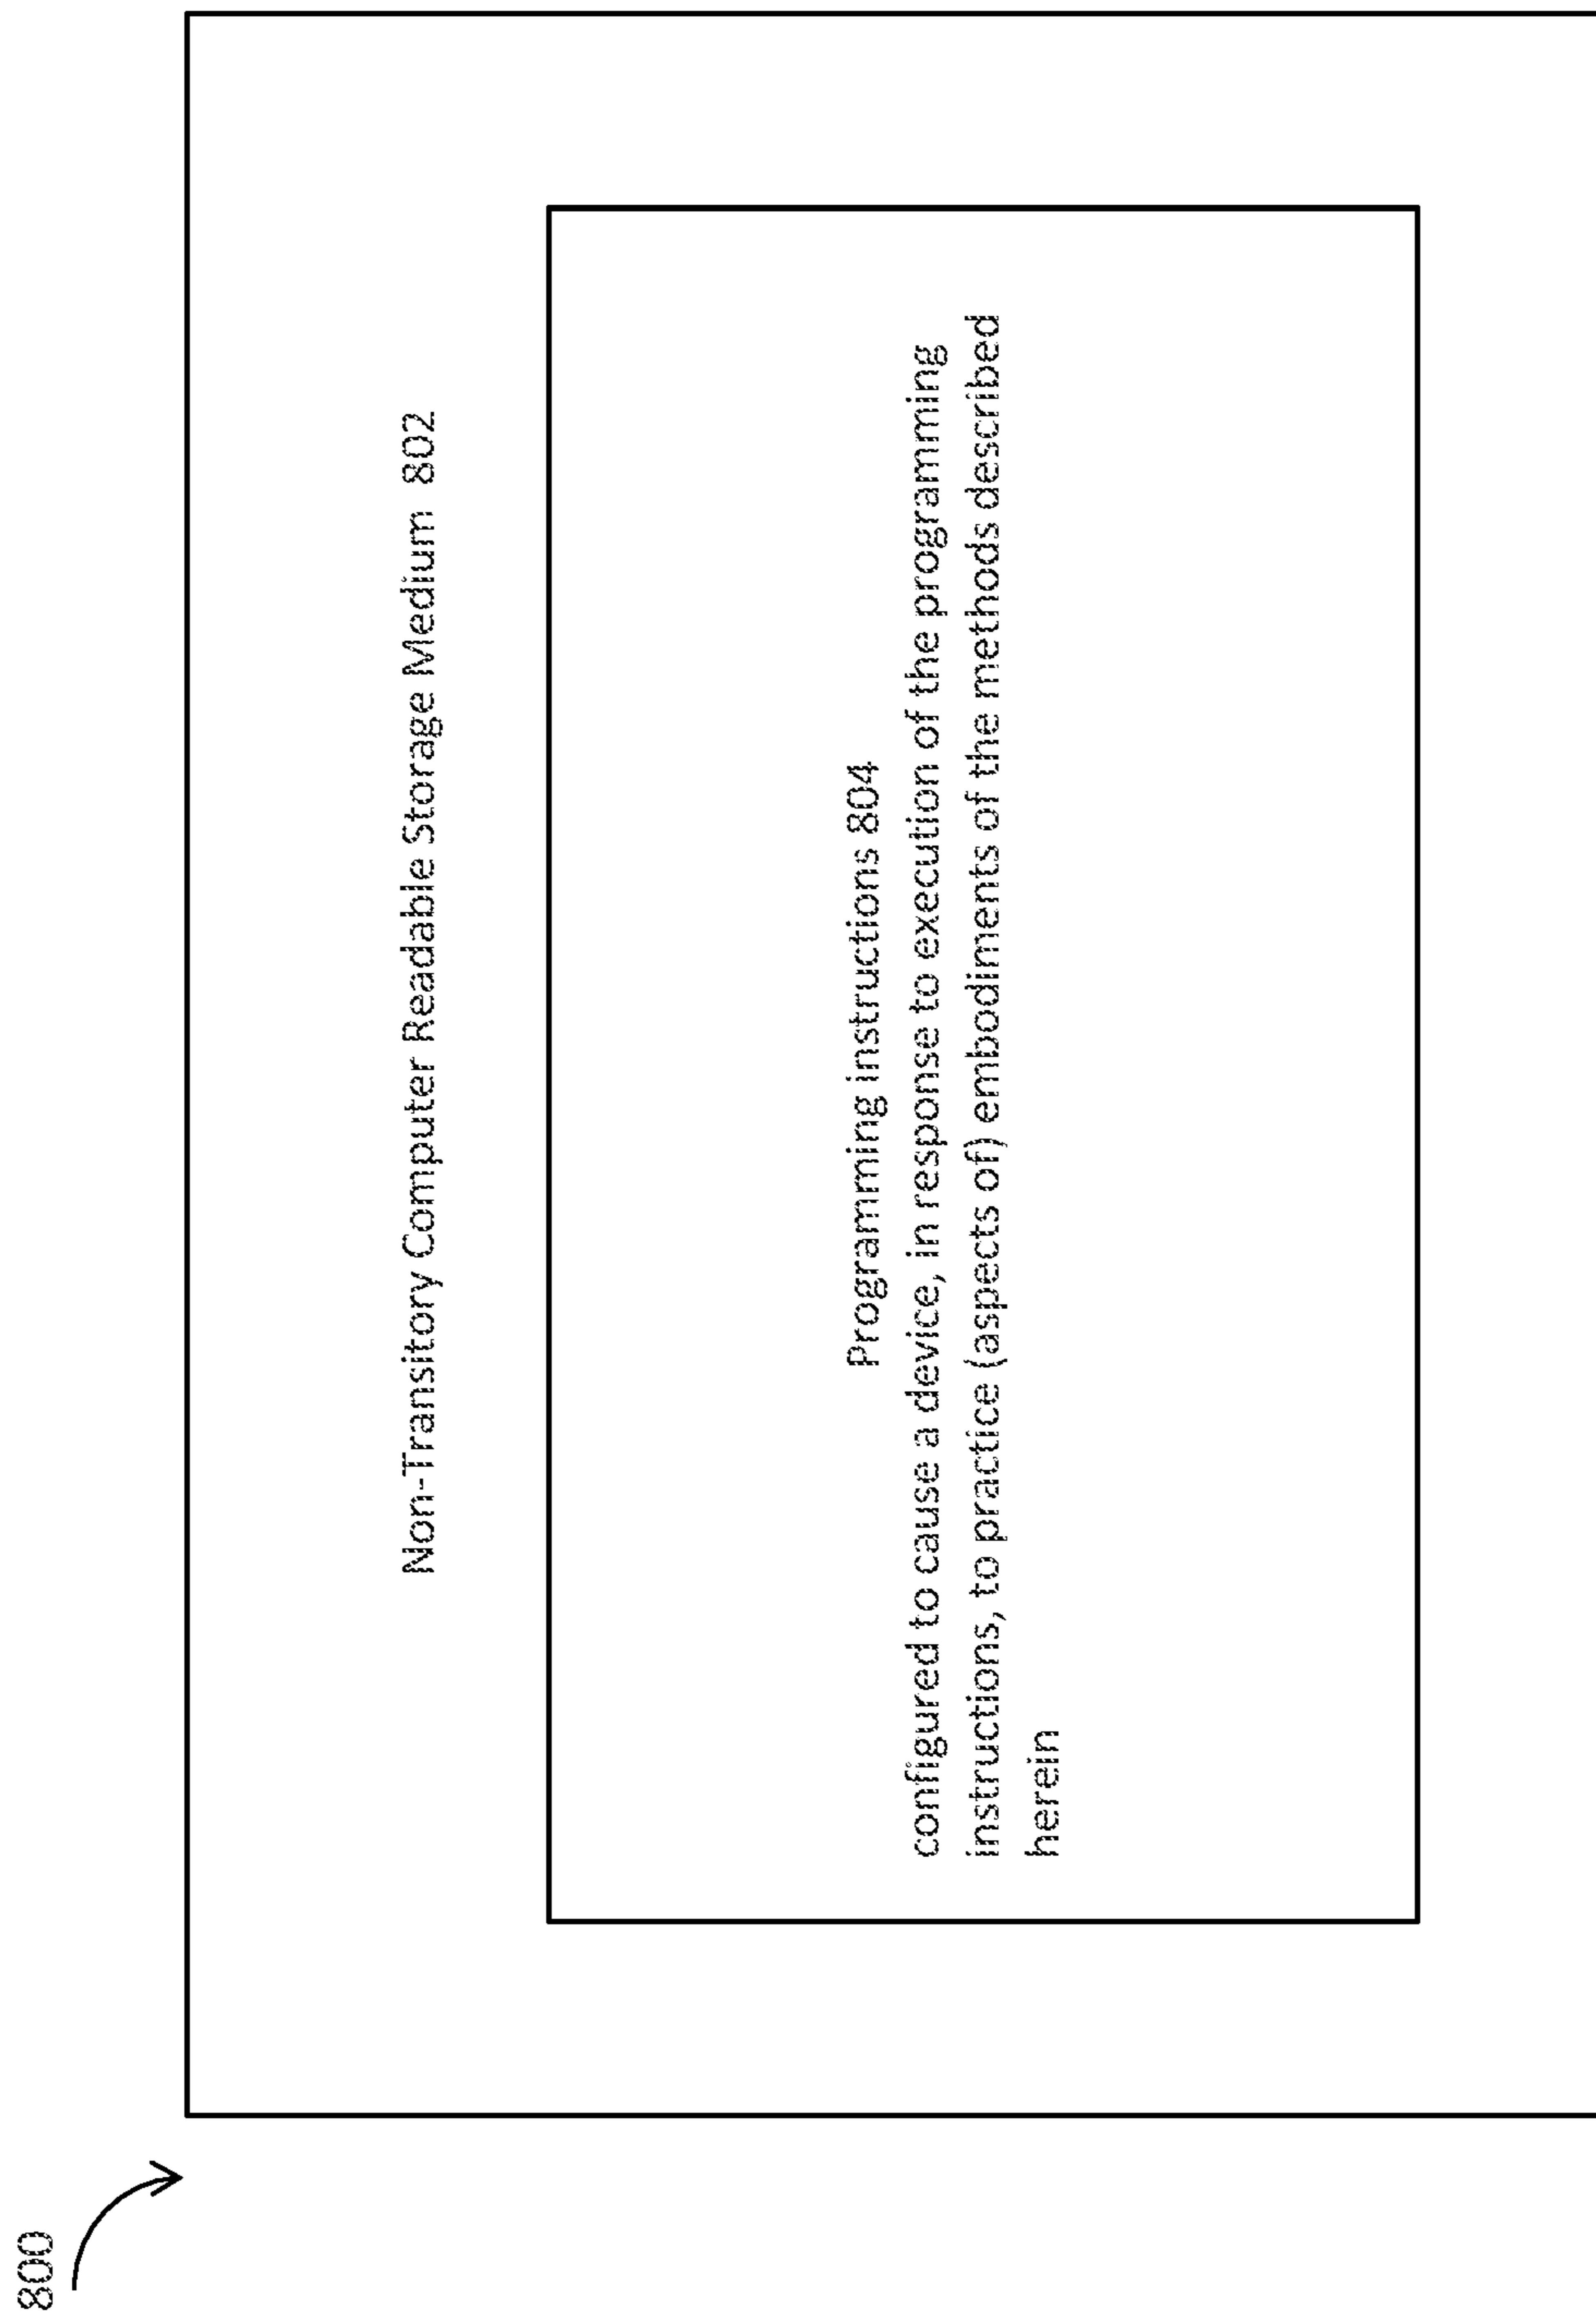 800
Non-Transitory Computer Readable Storage Medium 802
Programming instructions 804
configured to cause a device, in response to execution of the programming
instructions, to practice (aspects of) embodiments of the methods described
herein